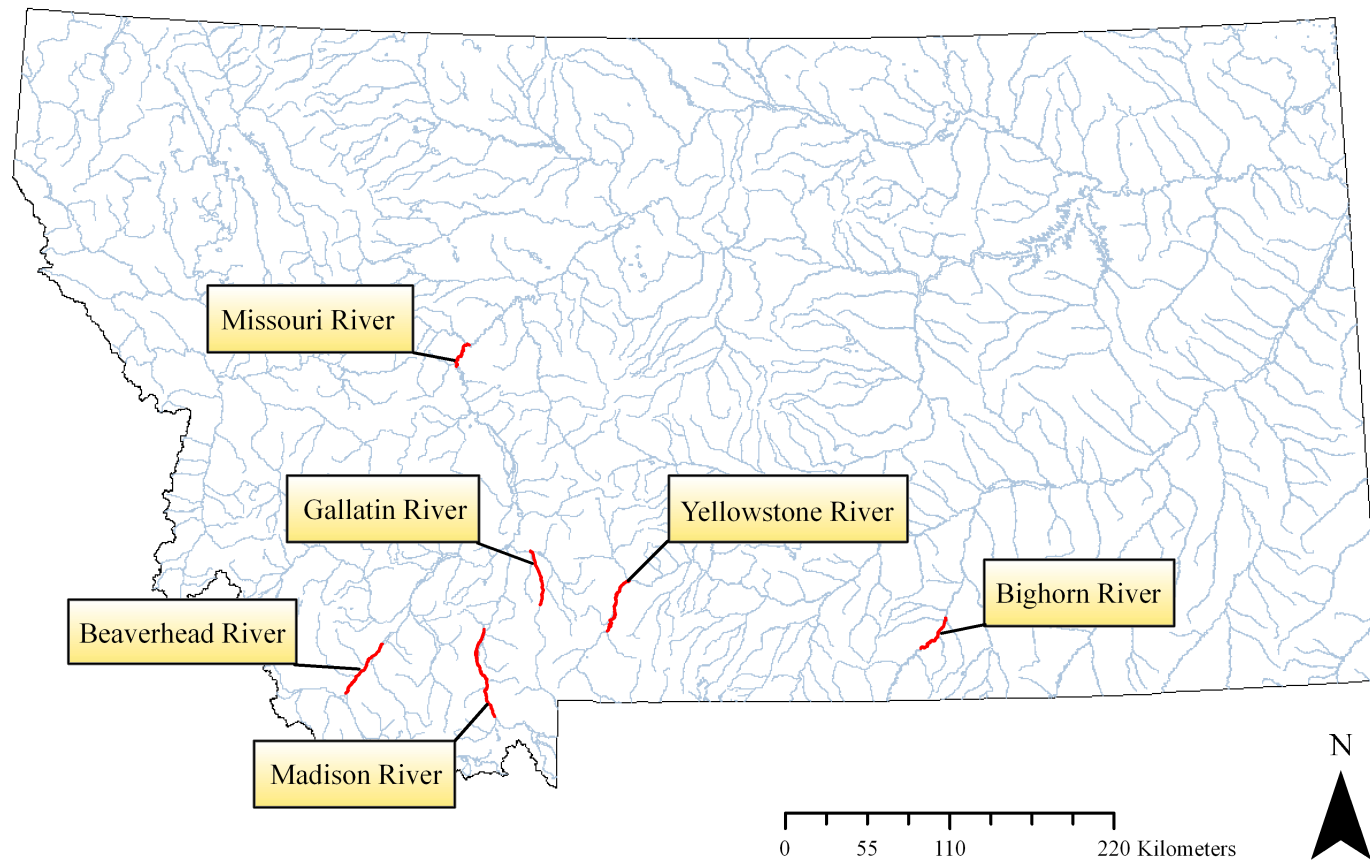 Missouri River
Gallatin River
Yellowstone River
Bighorn River
Beaverhead River
Madison River
N
0 55 110 220 Kilometers